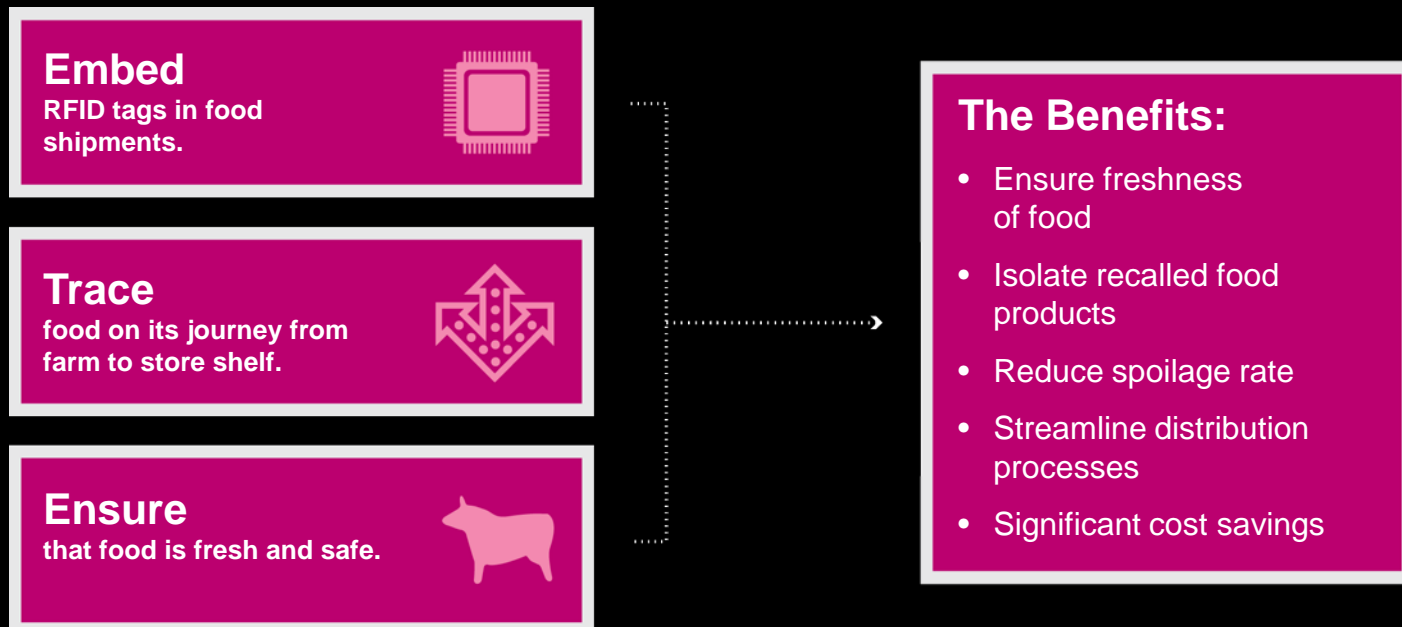 Embed
RFID tags in food
shipments.
Trace
food on its journey from
farm to store shelf.
Ensure
that food is fresh and safe.
The Benefits:
• Ensure freshness
of food
• Isolate recalled food
products
• Reduce spoilage rate
• Streamline distribution
processes
• Significant cost savings